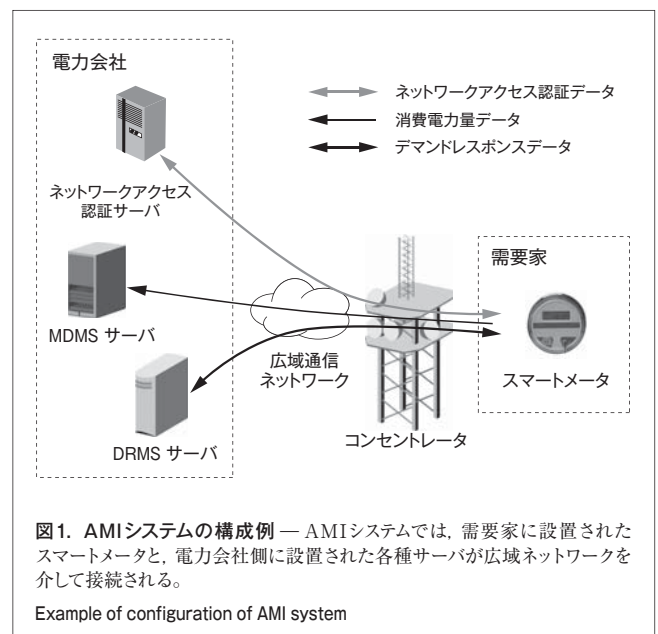 電力会社
ネットワークアクセス認証データ
消費電力量データ
デマンドレスポンスデータ
ネットワークアクセス
認証サーバ
需要家
MDMS サーバ
広域通信
ネットワーク
スマートメータ
DRMS サーバ
コンセントレータ
図1. AMIシステムの構成例 — AMIシステムでは, 需要家に設置された
スマートメータと, 電力会社側に設置された各種サーバが広域ネットワークを
介して接続される。
Example of configuration of AMI system